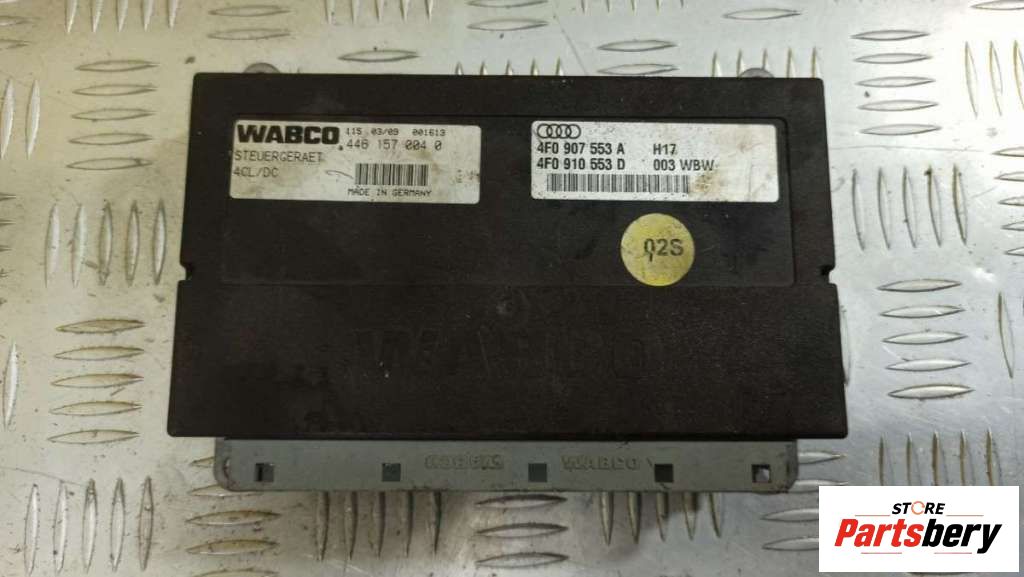 WABCO 115 03/09 001613
446 157 004 0
STEUERGERAET
4CL/DC
MADE IN GERMANY
4F0 907 553 A H17
4F0 910 553 D 003 WBW
02S
WABCO
WABCO
STORE
Partsbery